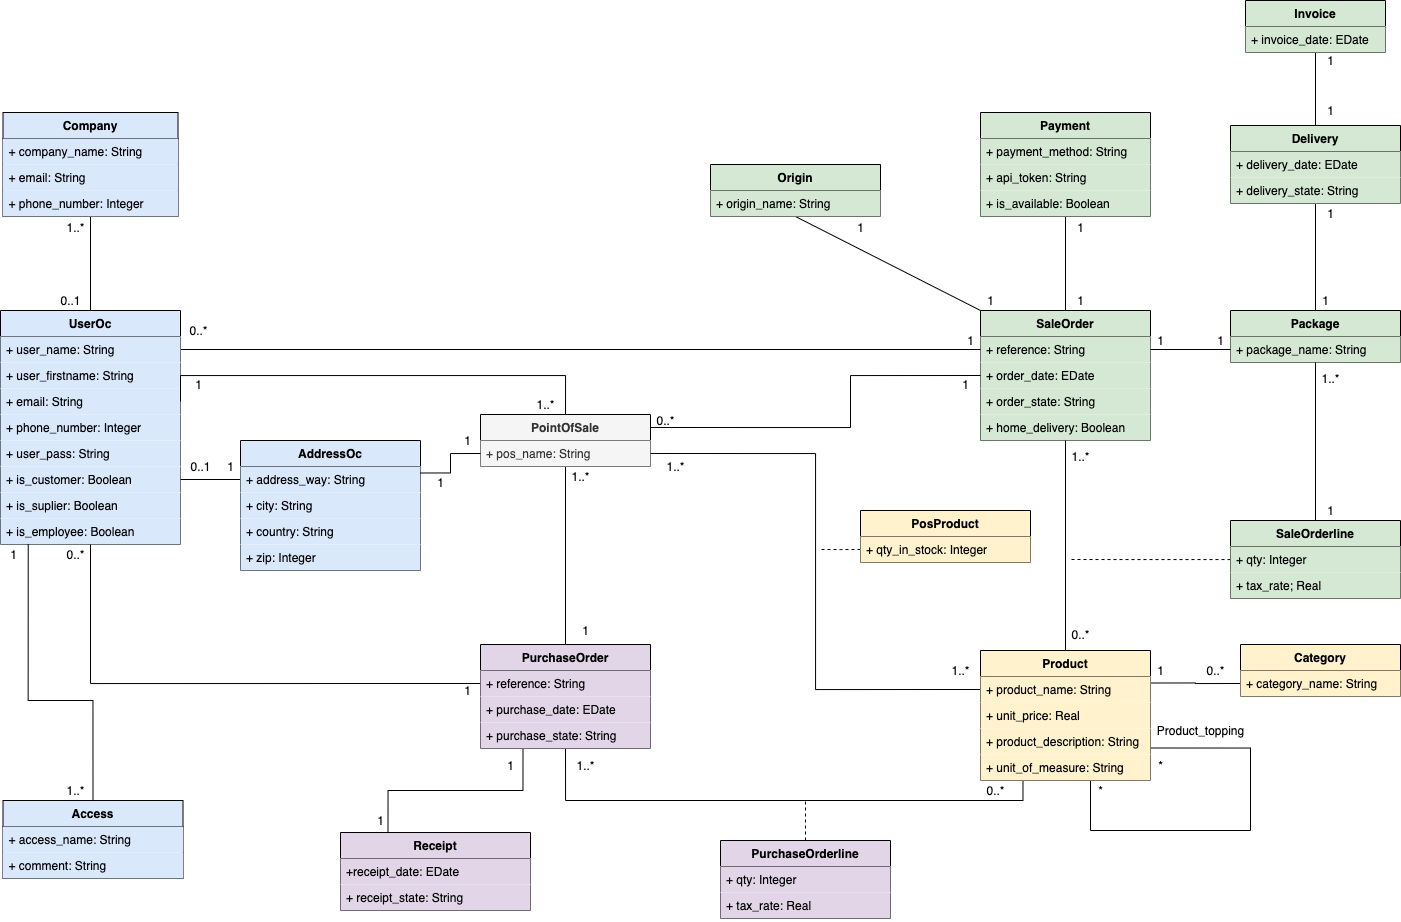 Invoice
+ invoice_date: EDate
1
1
Company
+ company_name: String
+ email: String
+ phone_number: Integer
1..*
0..1
Origin
+ origin_name: String
1
1
Payment
+ payment_method: String
+ api_token: String
+ is_available: Boolean
1
1
Delivery
+ delivery_date: EDate
+ delivery_state: String
1
1
UserOc
+ user_name: String
+ user_firstname: String
+ email: String
+ phone_number: Integer
+ user_pass: String
+ is_customer: Boolean
+ is_suplier: Boolean
+ is_employee: Boolean
0..*
1
1
1..*
0..1
1
1
0..*
SaleOrder
+ reference: String
+ order_date: EDate
+ order_state: String
+ home_delivery: Boolean
1
1
1
1..*
Package
+ package_name: String
1..*
1
PointOfSale
+ pos_name: String
0..*
1
1
1..*
1..*
AddressOc
+ address_way: String
+ city: String
+ country: String
+ zip: Integer
PosProduct
+ qty_in_stock: Integer
SaleOrderline
+ qty: Integer
+ tax_rate; Real
1
0..*
PurchaseOrder
+ reference: String
+ purchase_date: EDate
+ purchase_state: String
1
1
1..*
1..*
Product
+ product_name: String
+ unit_price: Real
+ product_description: String
+ unit_of_measure: String
1
0..*
Category
+ category_name: String
Product_topping
*
*
0..*
1..*
Access
+ access_name: String
+ comment: String
1
Receipt
+receipt_date: EDate
+ receipt_state: String
PurchaseOrderline
+ qty: Integer
+ tax_rate: Real